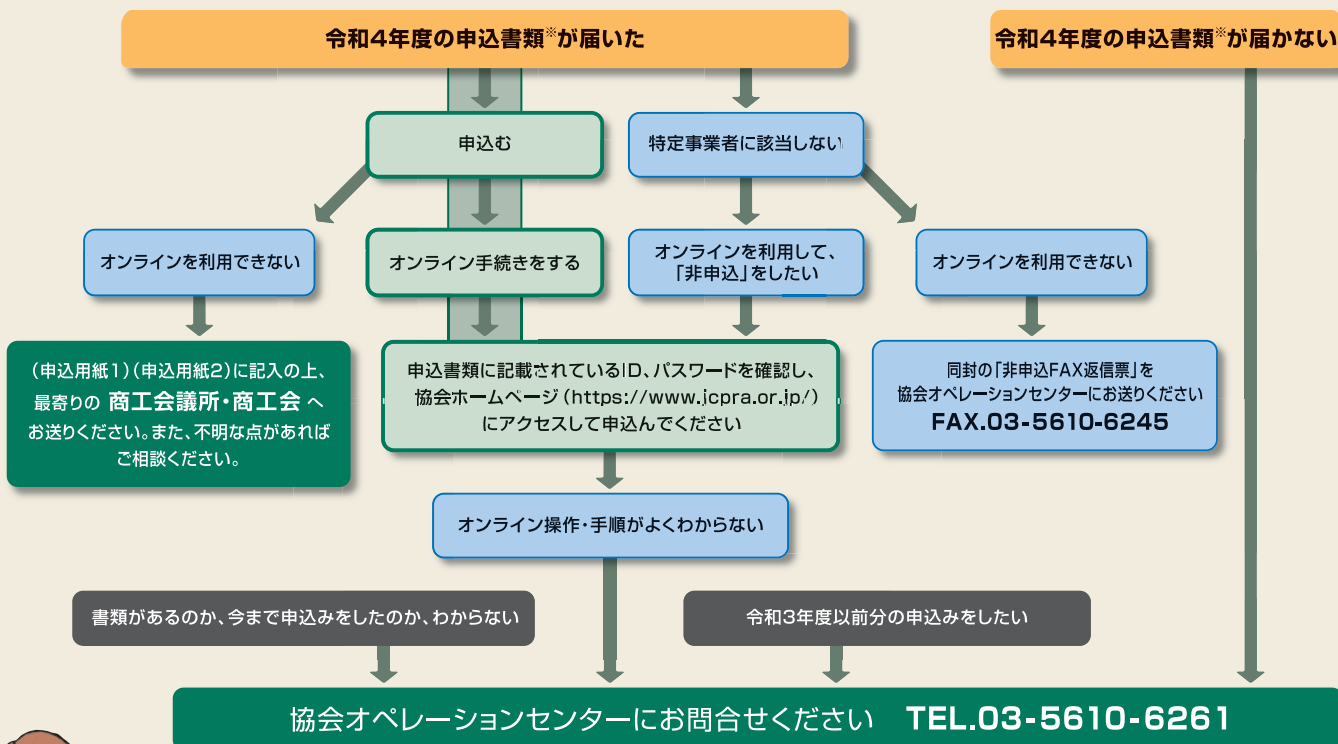 令和4年度の申込書類※が届いた
令和4年度の申込書類※が届かない
申込む
特定事業者に該当しない
オンラインを利用できない
オンライン手続きをする
オンラインを利用して、
「非申込」をしたい
オンラインを利用できない
(申込用紙1)(申込用紙2)に記入の上、
最寄りの 商工会議所・商工会 へ
お送りください。また、不明な点があれば
ご相談ください。
申込書類に記載されているID、パスワードを確認し、
協会ホームページ(https://www.jcpra.or.jp/)
にアクセスして申込んでください
同封の「非申込FAX返信票」を
協会オペレーションセンターにお送りください
FAX.03-5610-6245
オンライン操作・手順がよくわからない
書類があるのか、今まで申込みをしたのか、わからない
令和3年度以前分の申込みをしたい
協会オペレーションセンターにお問合せください TEL.03-5610-6261